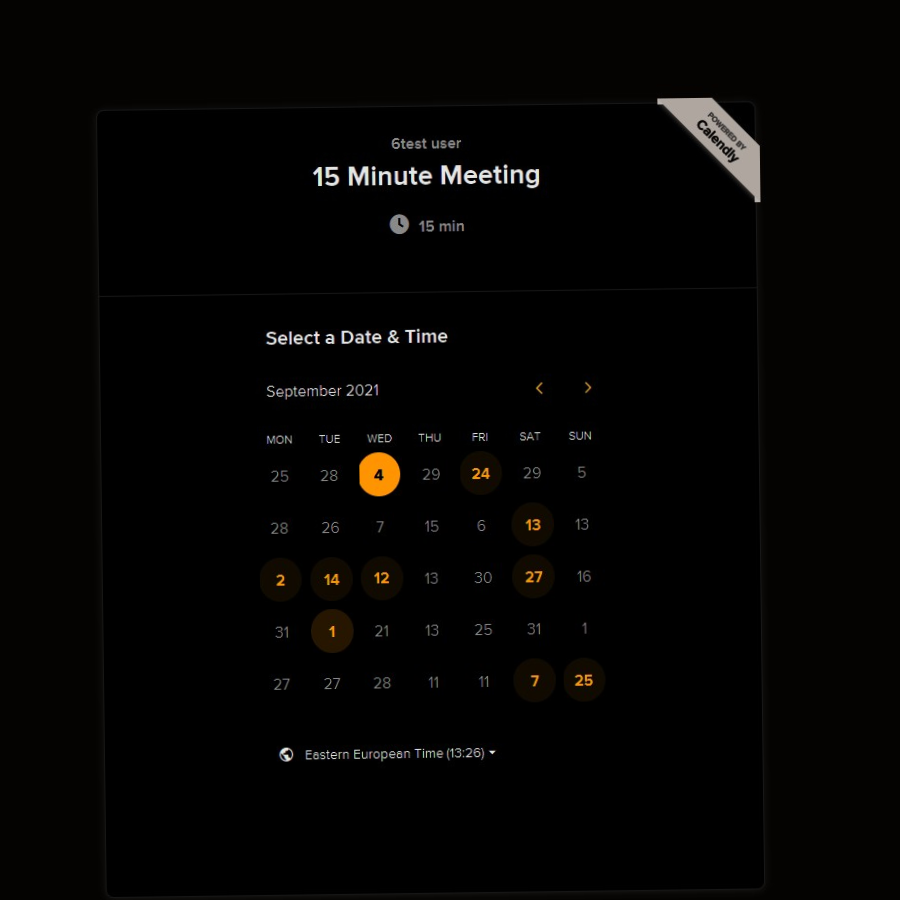 POWERED BY
Calendly
6test user
15 Minute Meeting
15 min
Select a Date & Time
September 2021
MON TUE WED THU FRI SAT SUN
25 28 4 29 24 29 5
28 26 7 15 6 13 13
2 14 12 13 30 27 16
31 1 21 13 25 31 1
27 27 28 11 11 7 25
Eastern European Time (13:26)